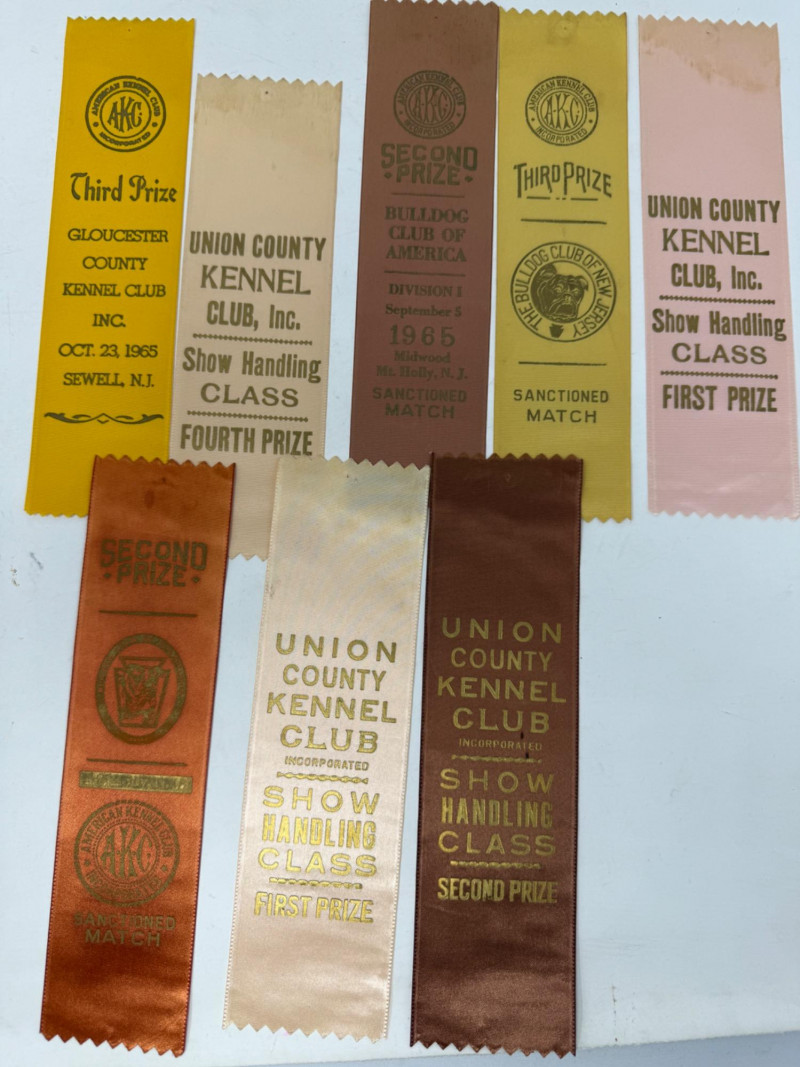 AMERICAN KENNEL CLUB
AKC
INCORPORATED
Third Prize
GLOUCESTER
COUNTY
KENNEL CLUB
INC.
OCT. 23, 1965
SEWELL, N.J.
UNION COUNTY
KENNEL
CLUB, Inc.
Show Handling
CLASS
FOURTH PRIZE
AMERICAN KENNEL CLUB
AKC
INCORPORATED
SECOND
PRIZE
BULLDOG
CLUB OF
AMERICA
DIVISION I
September 5
1965
Midwood
Mt. Holly, N. J.
SANCTIONED
MATCH
AMERICAN KENNEL CLUB
AKC
INCORPORATED
THIRD PRIZE
THE BULLDOG CLUB OF NEW JERSEY
SANCTIONED
MATCH
UNION COUNTY
KENNEL
CLUB, Inc.
Show Handling
CLASS
FIRST PRIZE
SECOND
PRIZE
AMERICAN KENNEL CLUB
AKC
INCORPORATED
SANCTIONED
MATCH
UNION
COUNTY
KENNEL
CLUB
INCORPORATED
SHOW
HANDLING
CLASS
FIRST PRIZE
UNION
COUNTY
KENNEL
CLUB
INCORPORATED
SHOW
HANDLING
CLASS
SECOND PRIZE